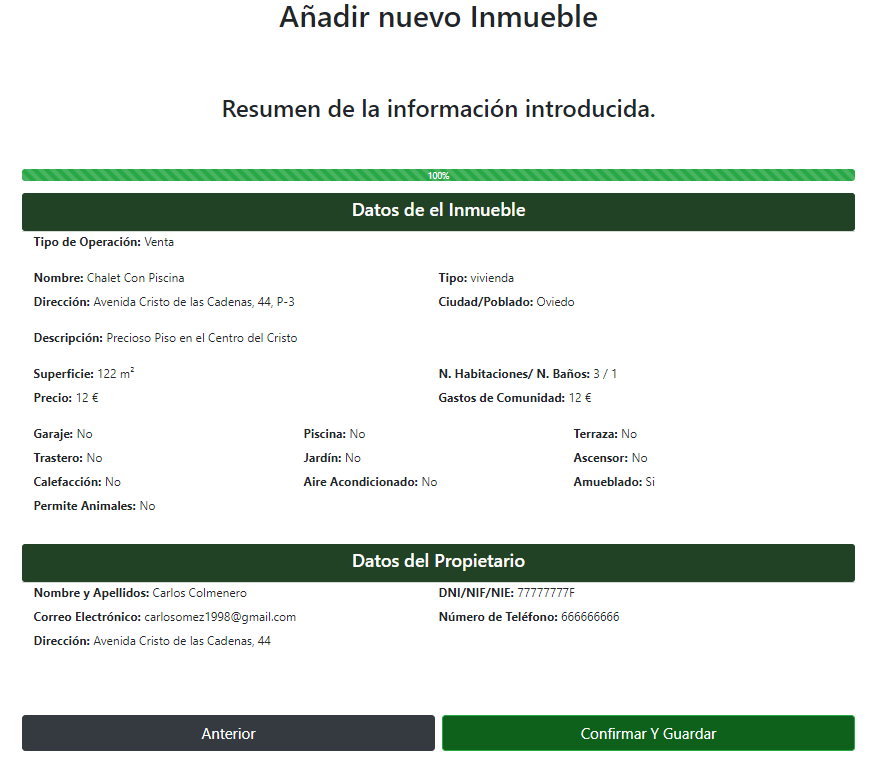 Añadir nuevo Inmueble
Resumen de la información introducida.
100%
Datos de el Inmueble
Tipo de Operación: Venta
Nombre: Chalet Con Piscina Tipo: vivienda
Dirección: Avenida Cristo de las Cadenas, 44, P-3 Ciudad/Poblado: Oviedo
Descripción: Precioso Piso en el Centro del Cristo
Superficie: 122 m² N. Habitaciones/ N. Baños: 3 / 1
Precio: 12 € Gastos de Comunidad: 12 €
Garaje: No Piscina: No Terraza: No
Trastero: No Jardín: No Ascensor: No
Calefacción: No Aire Acondicionado: No Amueblado: Si
Permite Animales: No
Datos del Propietario
Nombre y Apellidos: Carlos Colmenero DNI/NIF/NIE: 77777777F
Correo Electrónico: carlosomez1998@gmail.com Número de Teléfono: 666666666
Dirección: Avenida Cristo de las Cadenas, 44
Anterior Confirmar Y Guardar